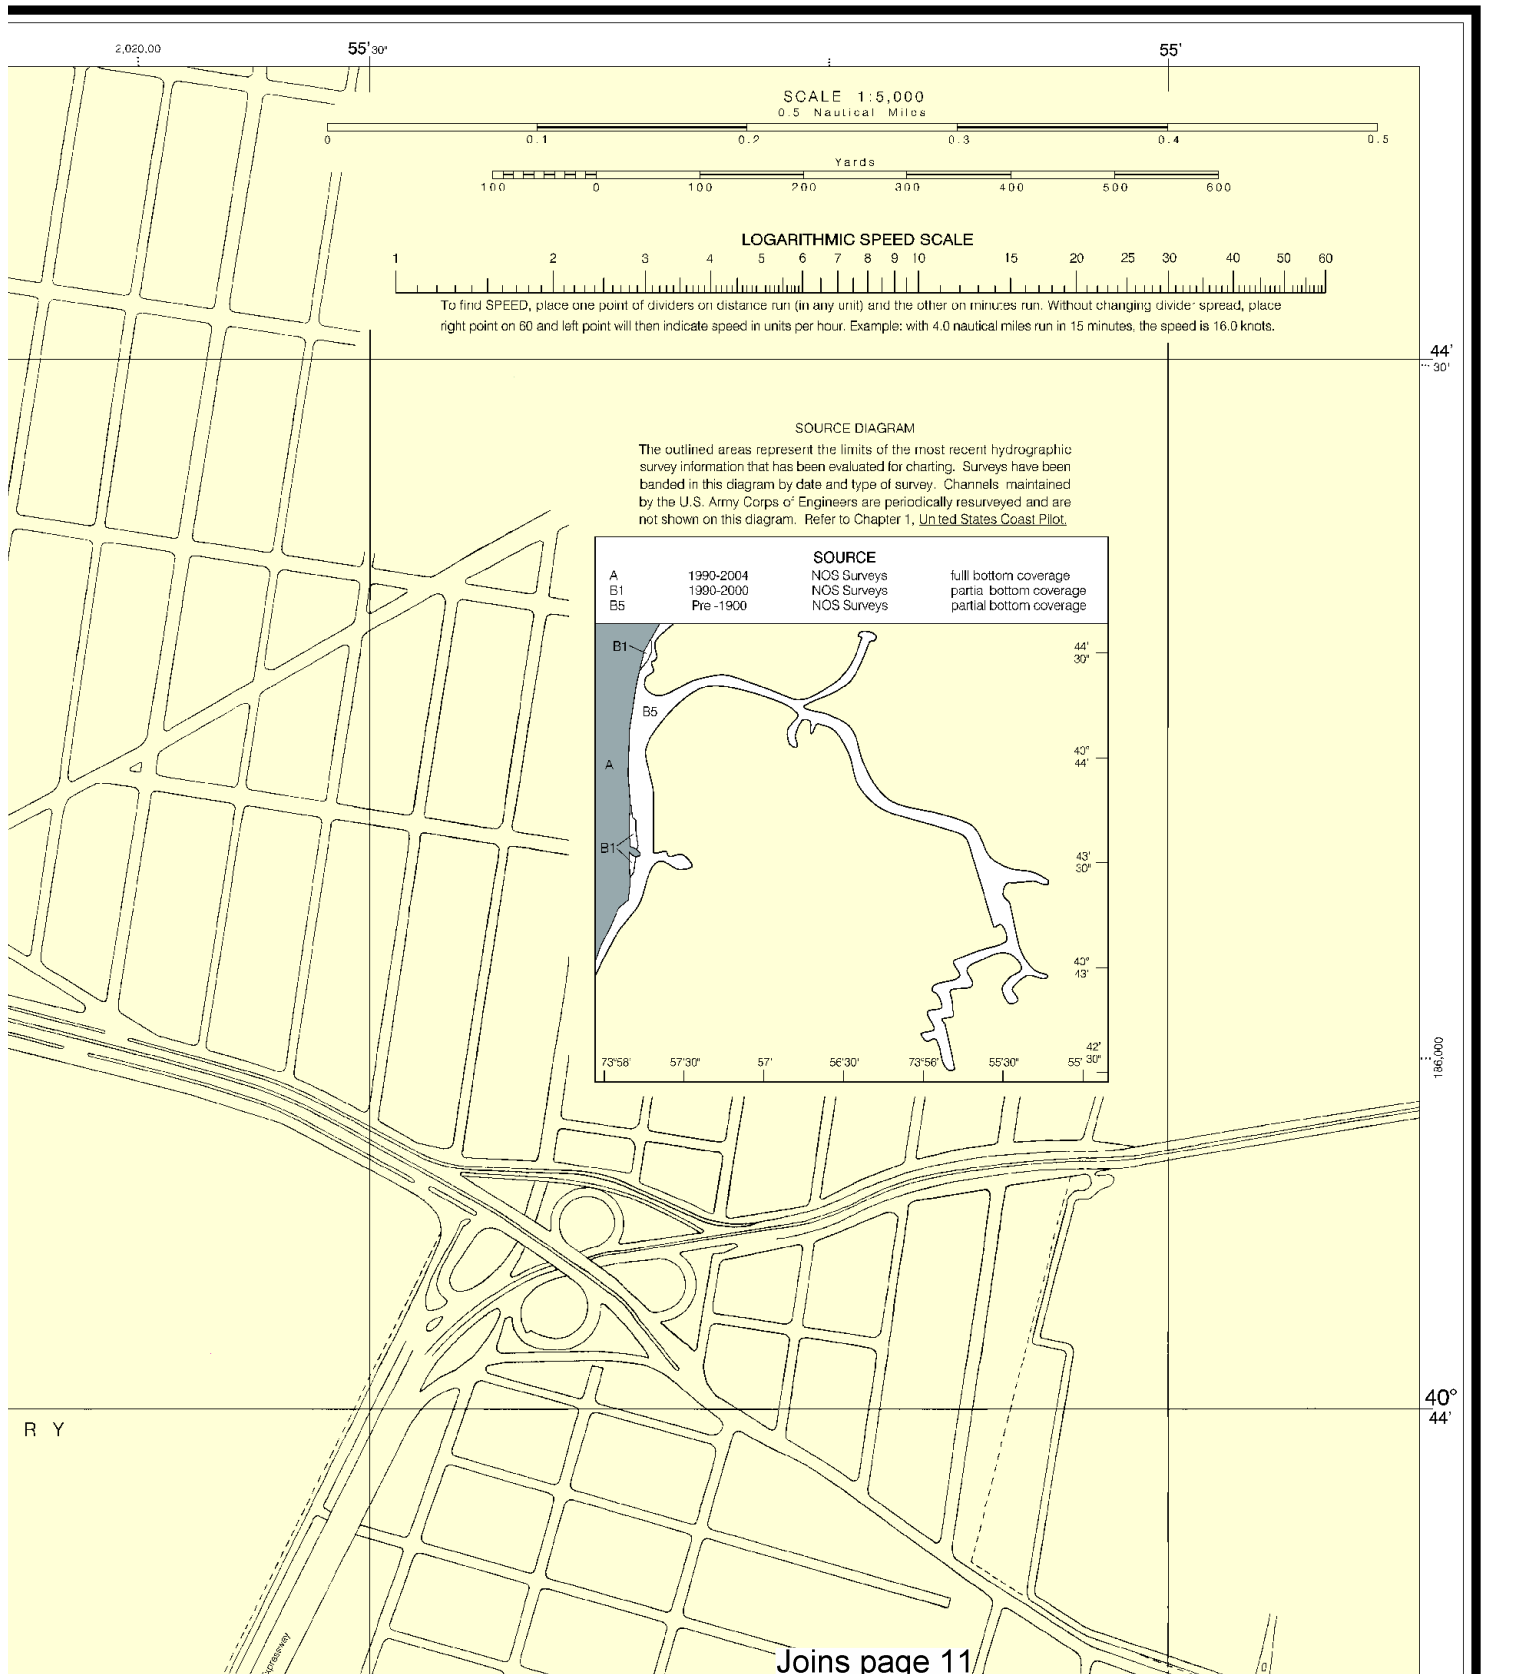 2,020.00 55'30" 55'
SCALE 1:5,000
0.5 Nautical Miles
0 0.1 0.2 0.3 0.4 0.5
Yards
100 0 100 200 300 400 500 600
LOGARITHMIC SPEED SCALE
1 2 3 4 5 6 7 8 9 10 15 20 25 30 40 50 60
To find SPEED, place one point of dividers on distance run (in any unit) and the other on minutes run. Without changing divider spread, place
right point on 60 and left point will then indicate speed in units per hour. Example: with 4.0 nautical miles run in 15 minutes, the speed is 16.0 knots.
44'
30'
SOURCE DIAGRAM
The outlined areas represent the limits of the most recent hydrographic
survey information that has been evaluated for charting. Surveys have been
banded in this diagram by date and type of survey. Channels maintained
by the U.S. Army Corps of Engineers are periodically resurveyed and are
not shown on this diagram. Refer to Chapter 1, United States Coast Pilot.
SOURCE
A 1990-2004 NOS Surveys fulll bottom coverage
B1 1990-2000 NOS Surveys partial bottom coverage
B5 Pre -1900 NOS Surveys partial bottom coverage
B1
44'
30"
B5
40°
44'
A
B1
43'
30"
40°
43'
42'
30"
73°58' 57'30" 57' 56'30" 73°56' 55'30" 55'
186,000
40°
44'
R Y
pressway
Joins page 11